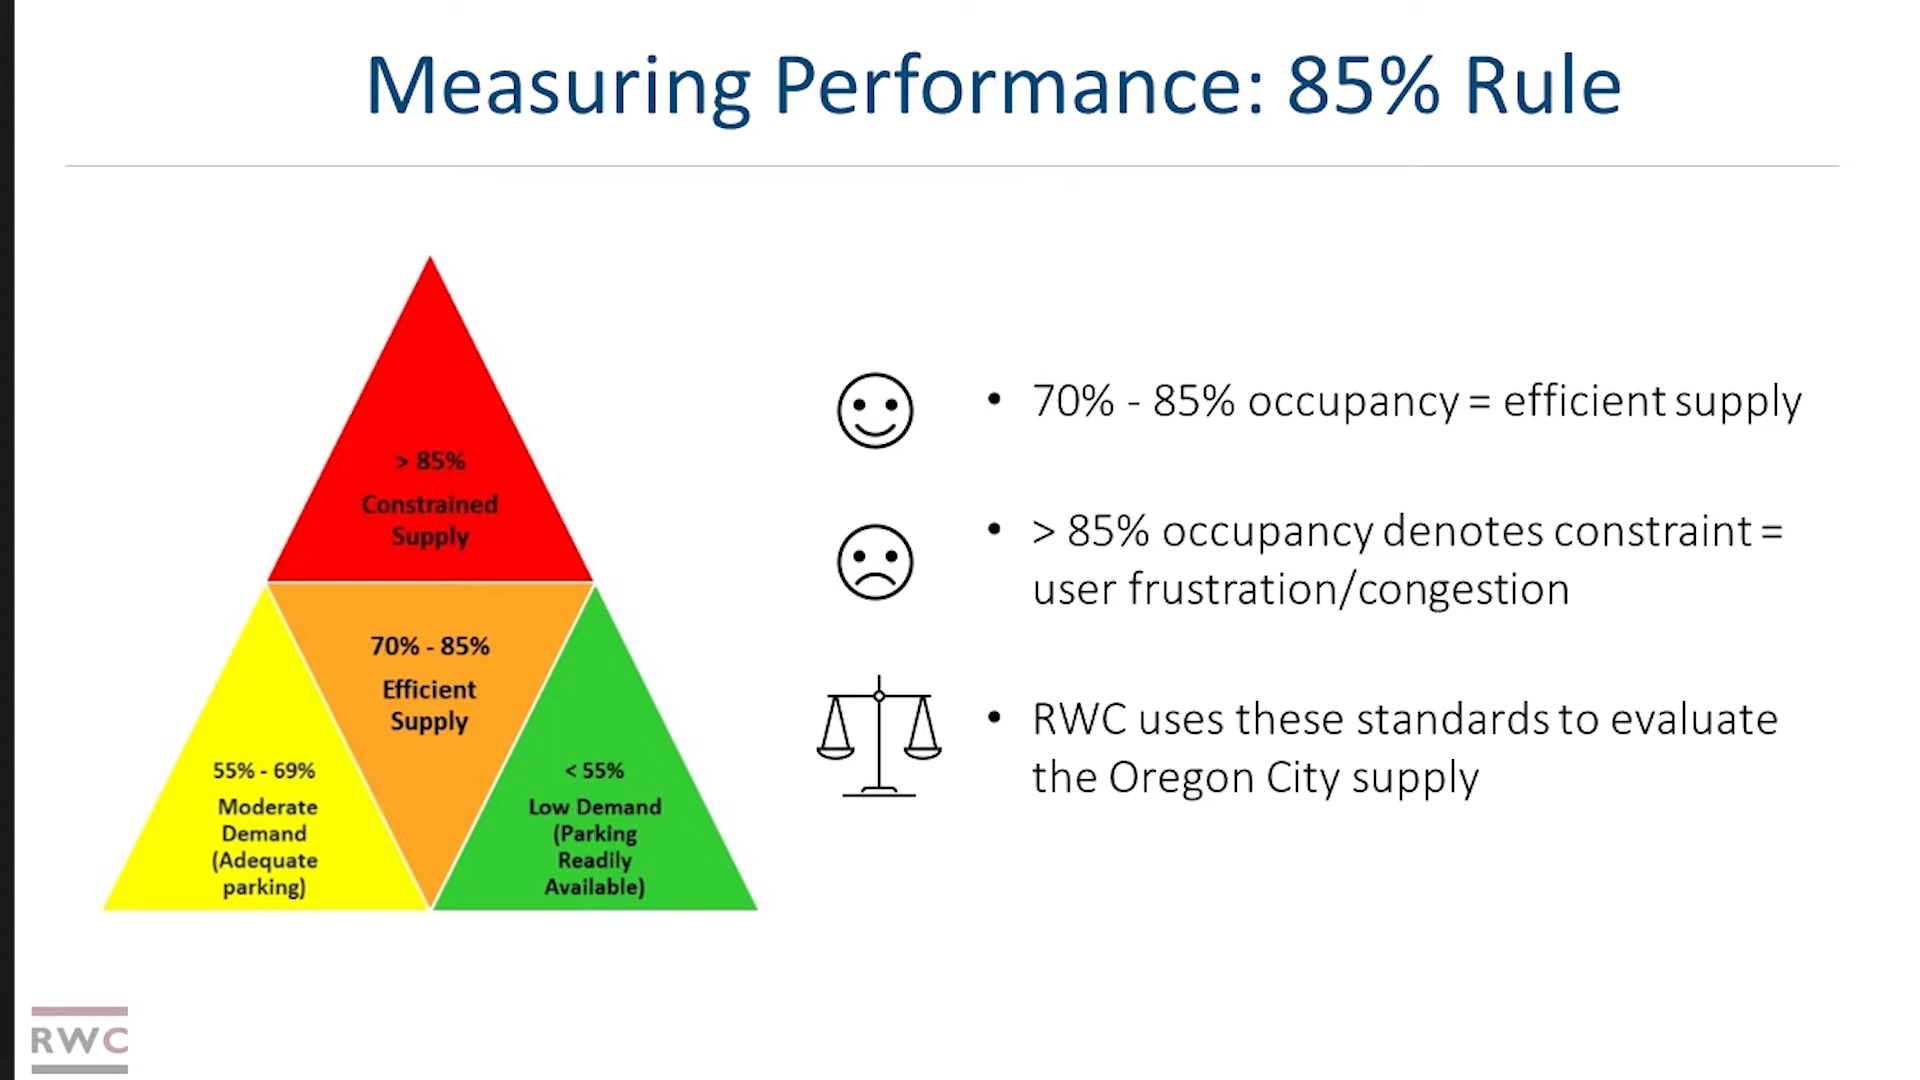 Measuring Performance: 85% Rule
> 85%
Constrained
Supply
70% - 85%
Efficient
Supply
55% - 69%
Moderate
Demand
(Adequate
parking)
< 55%
Low Demand
(Parking
Readily
Available)
• 70% - 85% occupancy = efficient supply
• > 85% occupancy denotes constraint =
user frustration/congestion
• RWC uses these standards to evaluate
the Oregon City supply
RWC